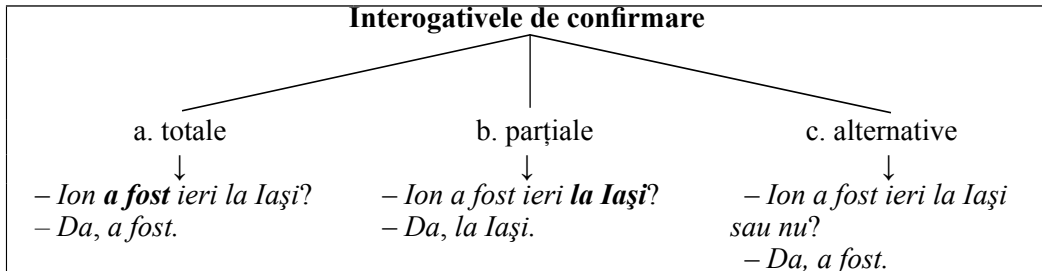 Interogativele de confirmare
a. totale
↓
– Ion a fost ieri la Iaşi?
– Da, a fost.
b. parțiale
↓
– Ion a fost ieri la Iaşi?
– Da, la Iaşi.
c. alternative
↓
– Ion a fost ieri la Iaşi
sau nu?
– Da, a fost.